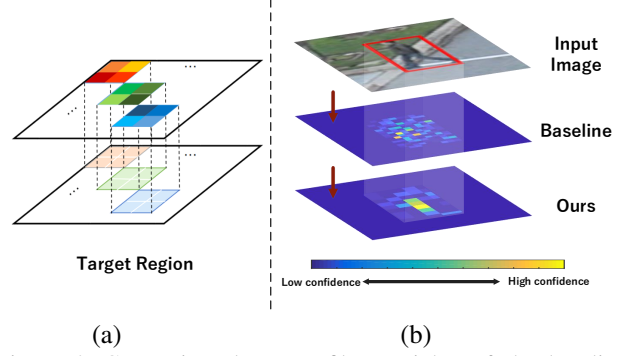 Input
Image
Baseline
Ours
Target Region
Low confidence
High confidence
(a)
(b)